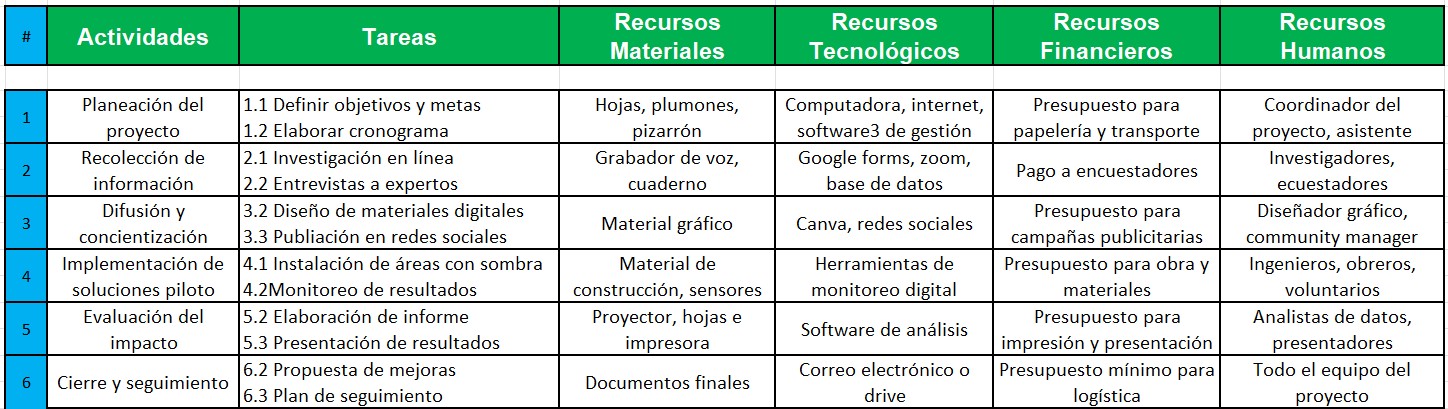 #
Actividades
Tareas
Recursos
Materiales
Recursos
Tecnológicos
Recursos
Financieros
Recursos
Humanos
1
Planeación del
proyecto
1.1 Definir objetivos y metas
1.2 Elaborar cronograma
Hojas, plumones,
pizarrón
Computadora, internet,
software3 de gestión
Presupuesto para
papelería y transporte
Coordinador del
proyecto, asistente
2
Recolección de
información
2.1 Investigación en línea
2.2 Entrevistas a expertos
Grabador de voz,
cuaderno
Google forms, zoom,
base de datos
Pago a encuestadores
Investigadores,
ecuestadores
3
Difusión y
concientización
3.2 Diseño de materiales digitales
3.3 Publiación en redes sociales
Material gráfico
Canva, redes sociales
Presupuesto para
campañas publicitarias
Diseñador gráfico,
community manager
4
Implementación de
soluciones piloto
4.1 Instalación de áreas con sombra
4.2Monitoreo de resultados
Material de
construcción, sensores
Herramientas de
monitoreo digital
Presupuesto para obra y
materiales
Ingenieros, obreros,
voluntarios
5
Evaluación del
impacto
5.2 Elaboración de informe
5.3 Presentación de resultados
Proyector, hojas e
impresora
Software de análisis
Presupuesto para
impresión y presentación
Analistas de datos,
presentadores
6
Cierre y seguimiento
6.2 Propuesta de mejoras
6.3 Plan de seguimiento
Documentos finales
Correo electrónico o
drive
Presupuesto mínimo para
logística
Todo el equipo del
proyecto